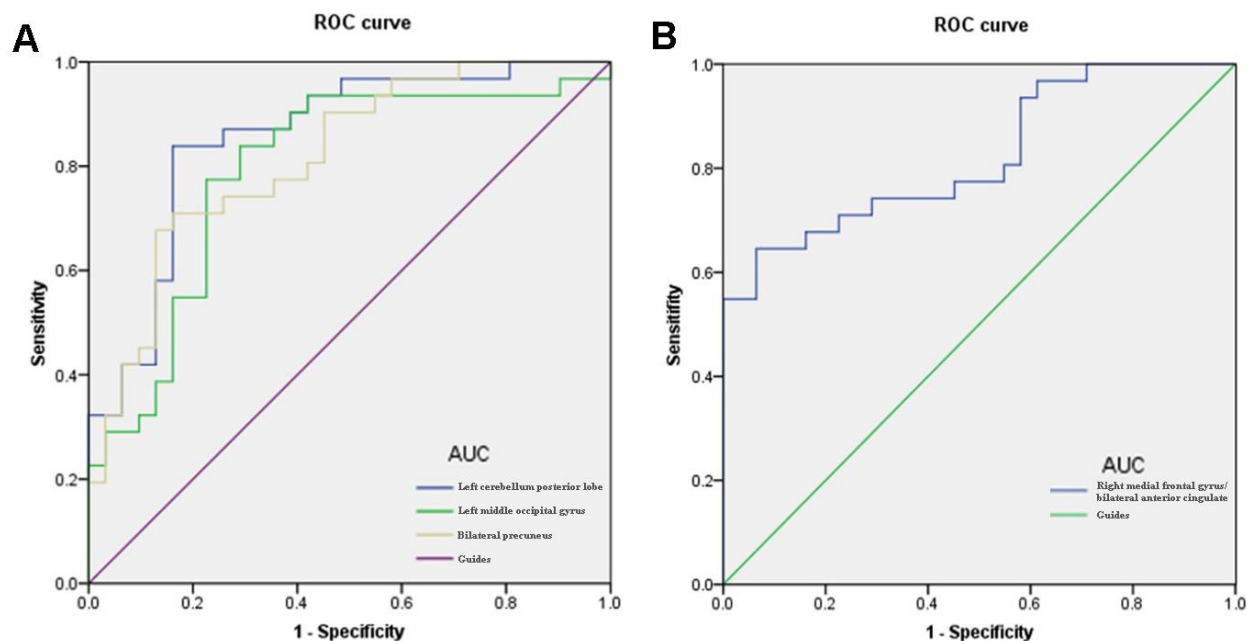 A
ROC curve
1.0
0.8
0.6
0.4
0.2
0.0
Sensitivity
AUC
Left cerebellum posterior lobe
Left middle occipital gyrus
Bilateral precuneus
Guides
0.0 0.2 0.4 0.6 0.8 1.0
1 - Specificity
B
ROC curve
1.0
0.8
0.6
0.4
0.2
0.0
Sensitifity
AUC
Right medial frontal gyrus/
bilateral anterior cingulate
Guides
0.0 0.2 0.4 0.6 0.8 1.0
1 - Specificity